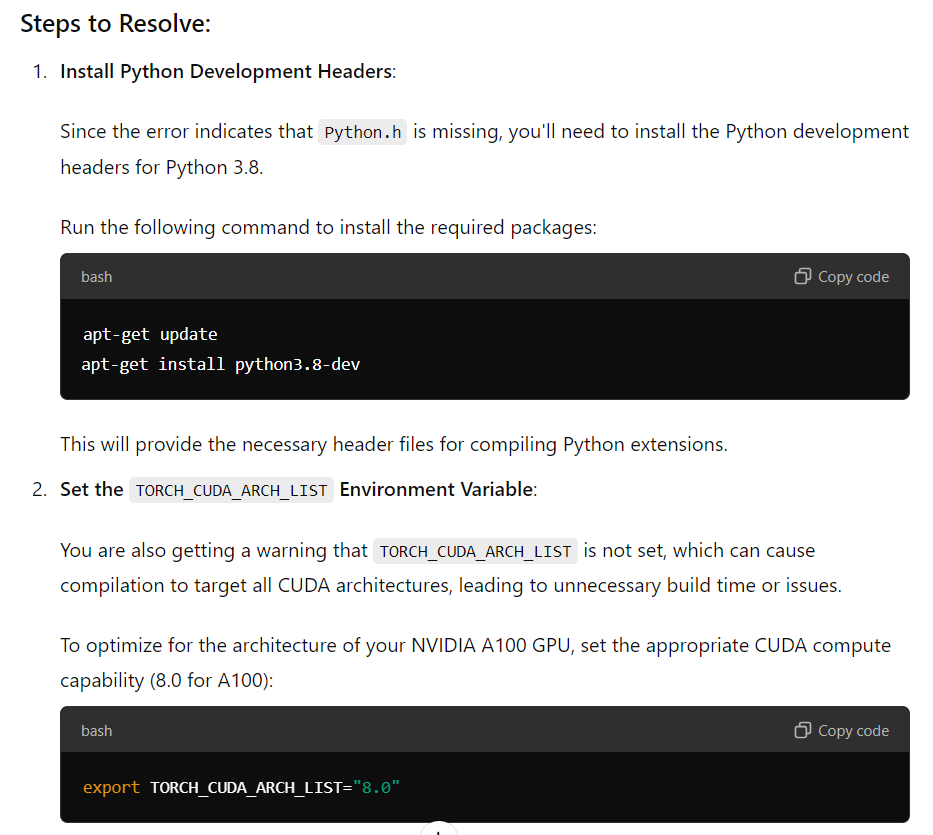 Steps to Resolve:
1. Install Python Development Headers:
Since the error indicates that Python.h is missing, you'll need to install the Python development
headers for Python 3.8.
Run the following command to install the required packages:
bash
Copy code
apt-get update
apt-get install python3.8-dev
This will provide the necessary header files for compiling Python extensions.
2. Set the TORCH_CUDA_ARCH_LIST Environment Variable:
You are also getting a warning that TORCH_CUDA_ARCH_LIST is not set, which can cause
compilation to target all CUDA architectures, leading to unnecessary build time or issues.
To optimize for the architecture of your NVIDIA A100 GPU, set the appropriate CUDA compute
capability (8.0 for A100):
bash
Copy code
export TORCH_CUDA_ARCH_LIST="8.0"